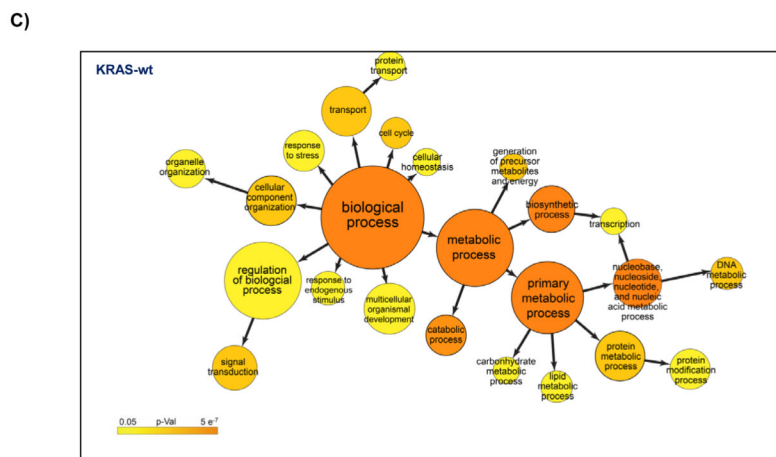 C)
KRAS-wt
protein
transport
transport
cell cycle
response
to stress
cellular
homeostasis
generation
of precursor
metabolites
and energy
organelle
organization
cellular
component
organization
biological
process
biosynthetic
process
transcription
metabolic
process
regulation
of biologcial
process
response to
endogenous
stimulus
multicellular
organismal
development
primary
metabolic
process
nucleobase,
nucleoside,
nucleotide,
and nucleic
acid metabolic
process
DNA
metabolic
process
catabolic
process
signal
transduction
carbonhydrate
metabolic
process
lipid
metabolic
process
protein
metabolic
process
protein
modification
process
0.05 p-Val 5 e-7